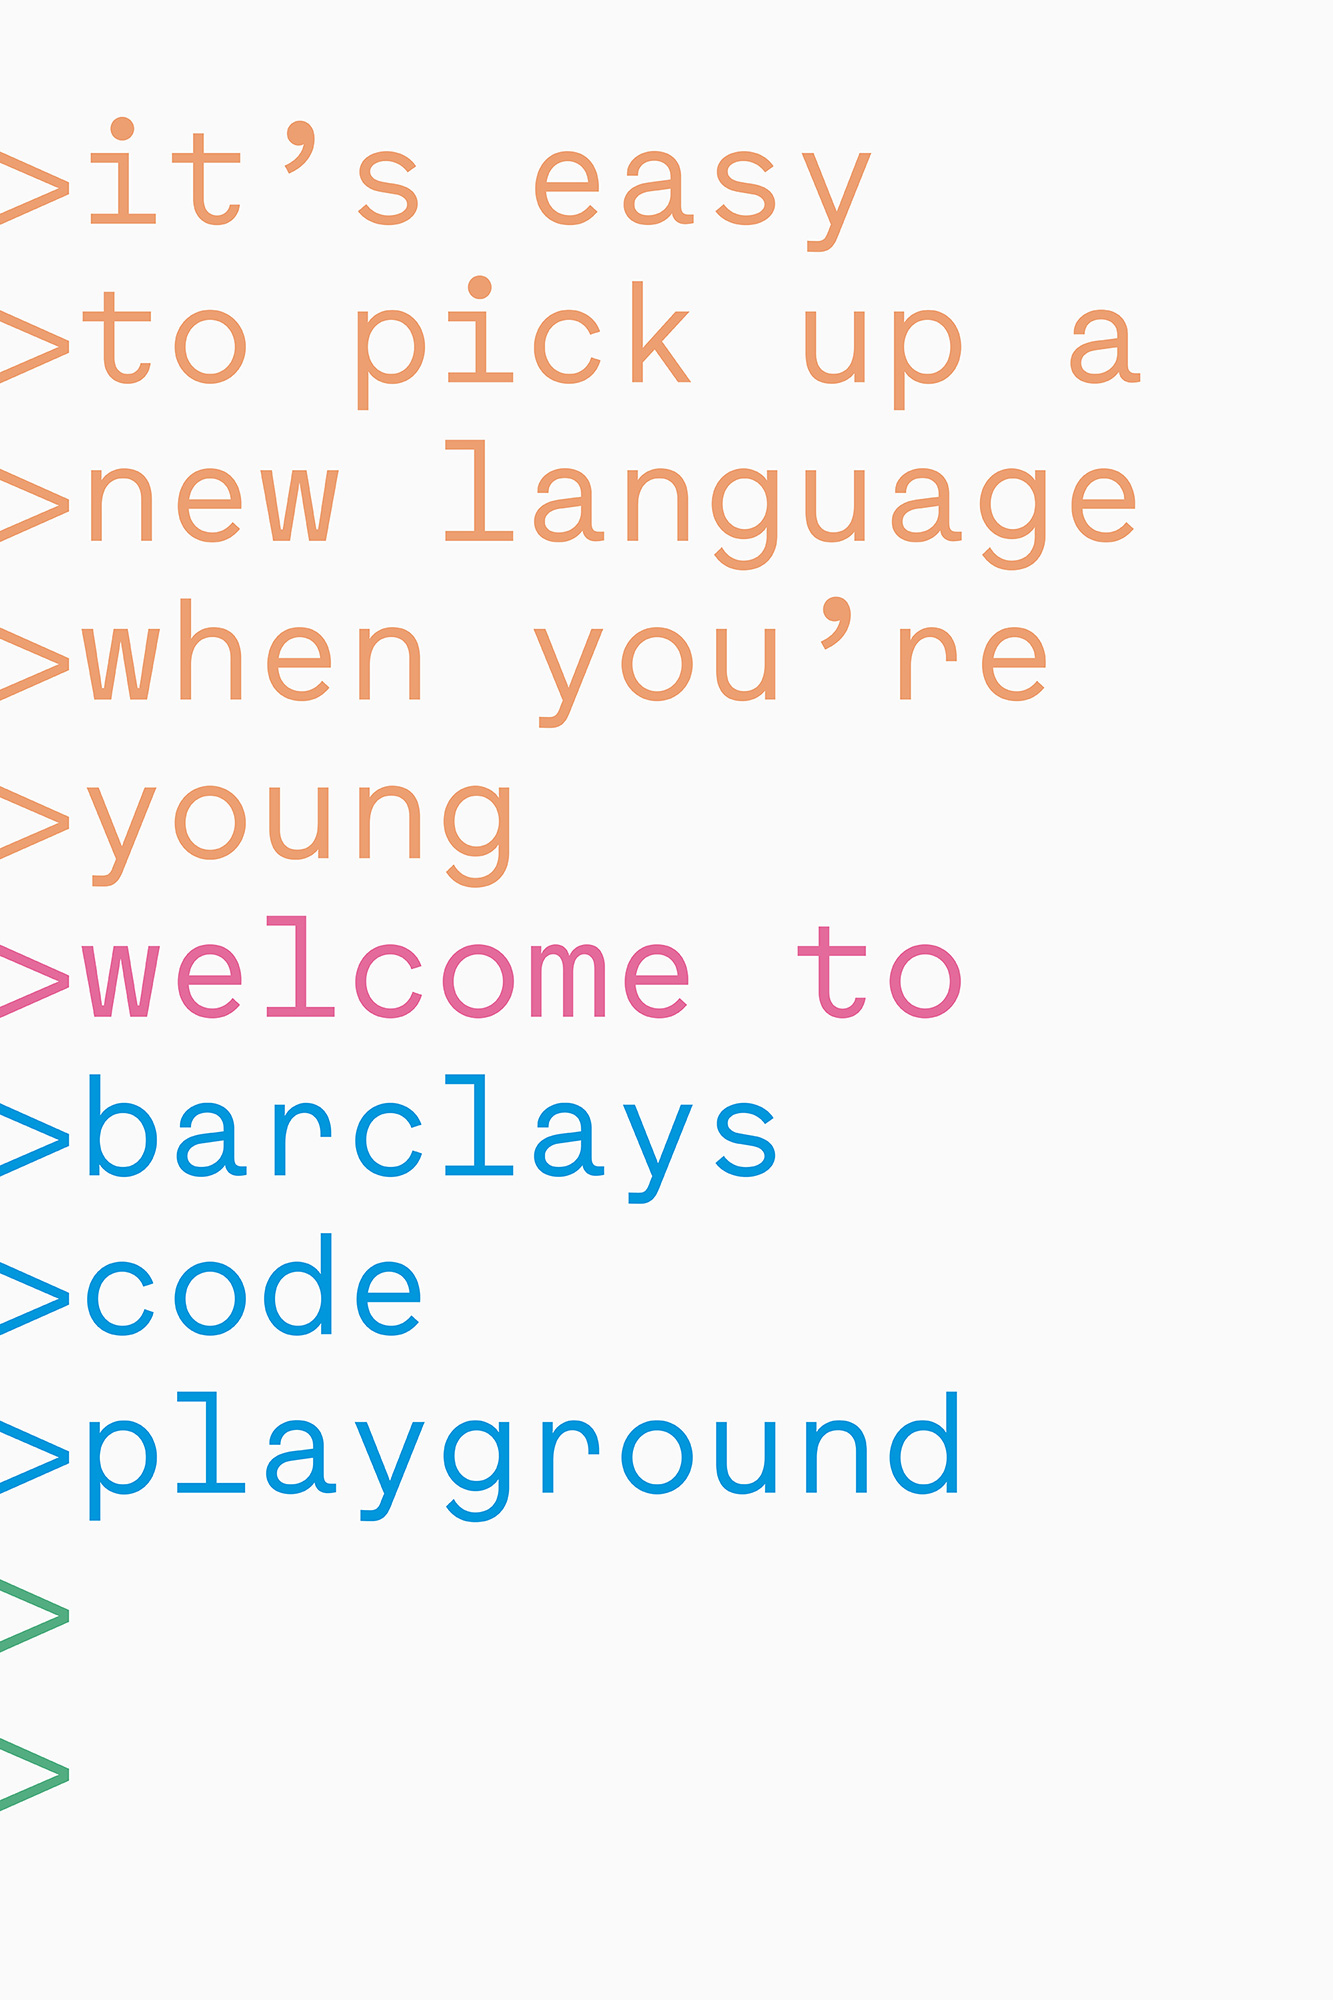 >it’s easy
>to pick up a
>new language
>when you’re
>young
>welcome to
>barclays
>code
>playground
>
>